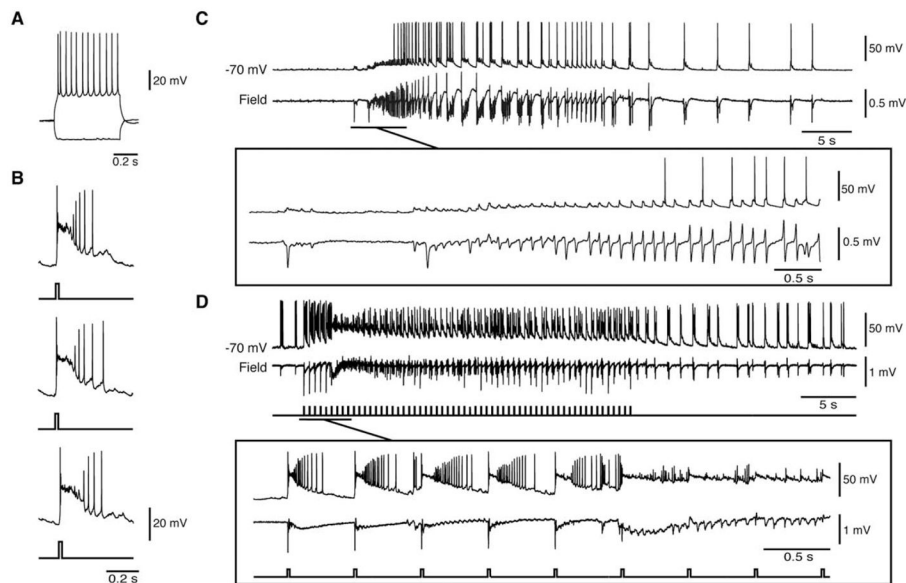 A
20 mV
0.2 s
B
20 mV
0.2 s
C
-70 mV
50 mV
Field
0.5 mV
5 s
50 mV
0.5 mV
0.5 s
D
-70 mV
50 mV
Field
1 mV
5 s
50 mV
1 mV
0.5 s